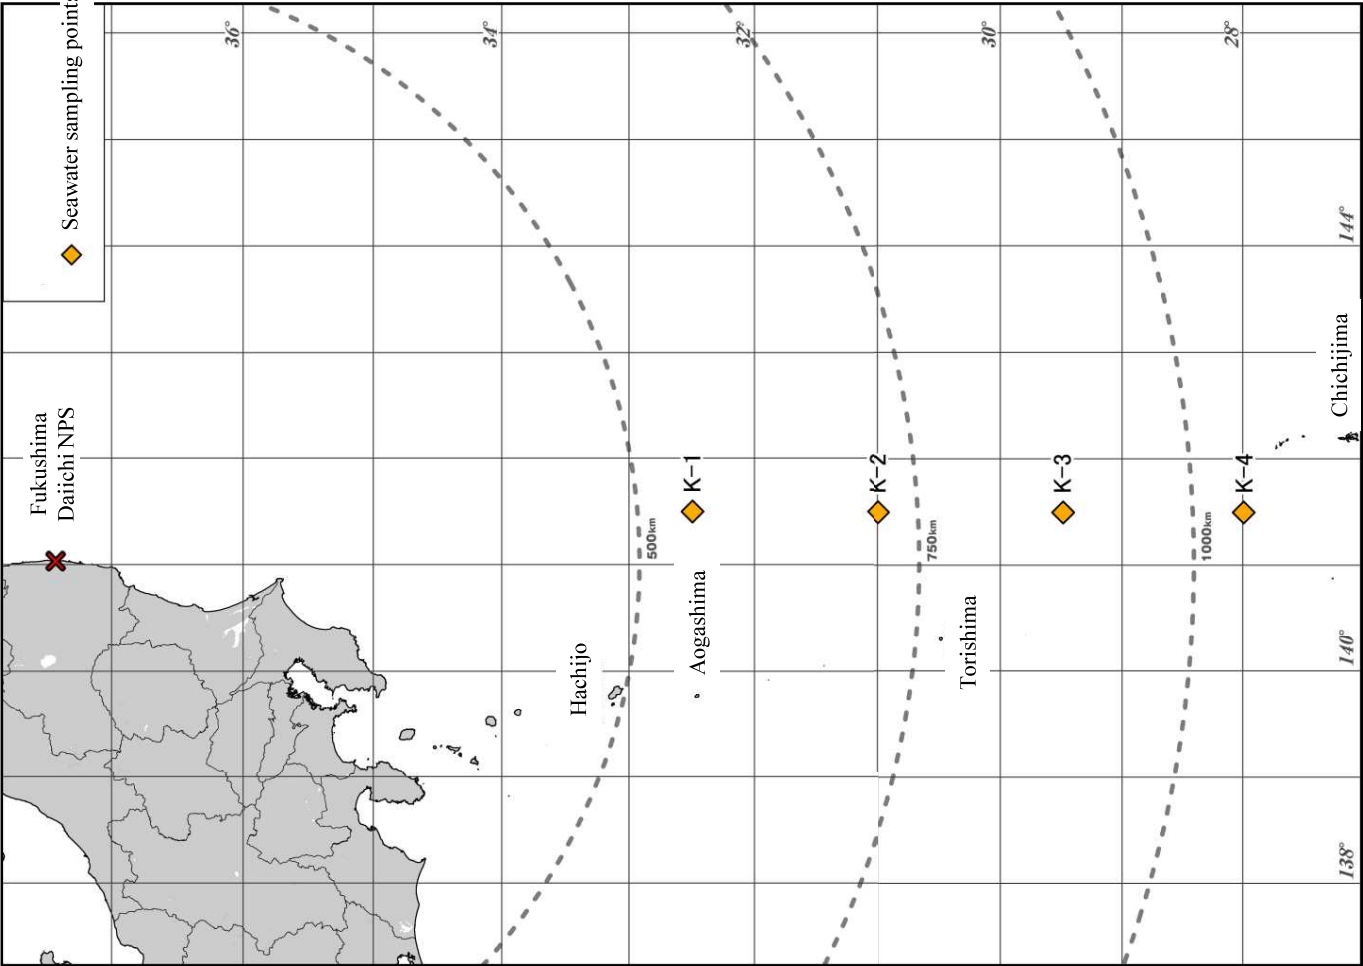 Seawater sampling point
Fukushima
Daiichi NPS
36°
34°
32°
30°
28°
144°
140°
138°
500km
750km
1000km
K-1
K-2
K-3
K-4
Hachijo
Aogashima
Torishima
Chichijima